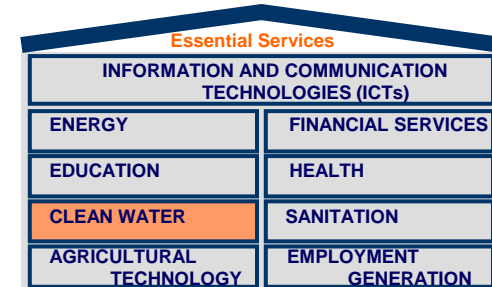 Essential Services
INFORMATION AND COMMUNICATION
TECHNOLOGIES (ICTs)
ENERGY
FINANCIAL SERVICES
EDUCATION
HEALTH
CLEAN WATER
SANITATION
AGRICULTURAL
TECHNOLOGY
EMPLOYMENT
GENERATION